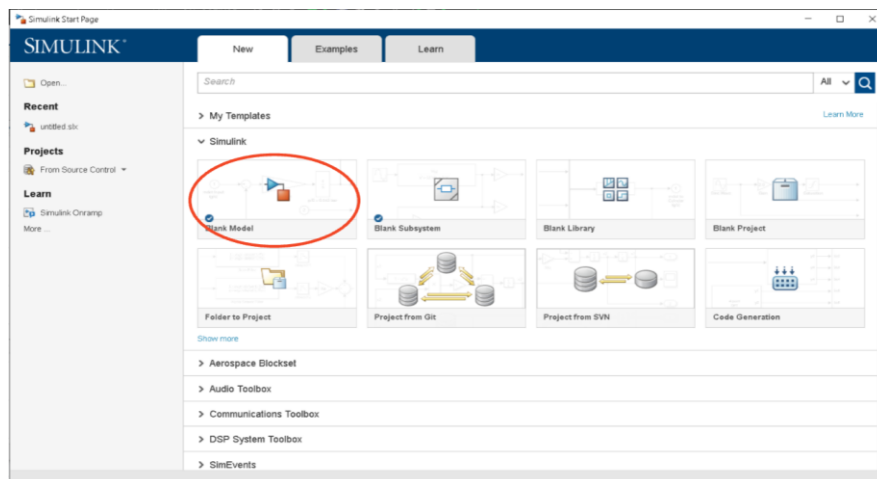 Simulink Start Page
SIMULINK®
New
Examples
Learn
Open...
Recent
untitled.slx
Projects
From Source Control
Learn
Simulink Onramp
More ...
Search
All
My Templates
Learn More
Simulink
Blank Model
Blank Subsystem
Blank Library
Blank Project
Folder to Project
Project from Git
Project from SVN
Code Generation
Show more
Aerospace Blockset
Audio Toolbox
Communications Toolbox
DSP System Toolbox
SimEvents